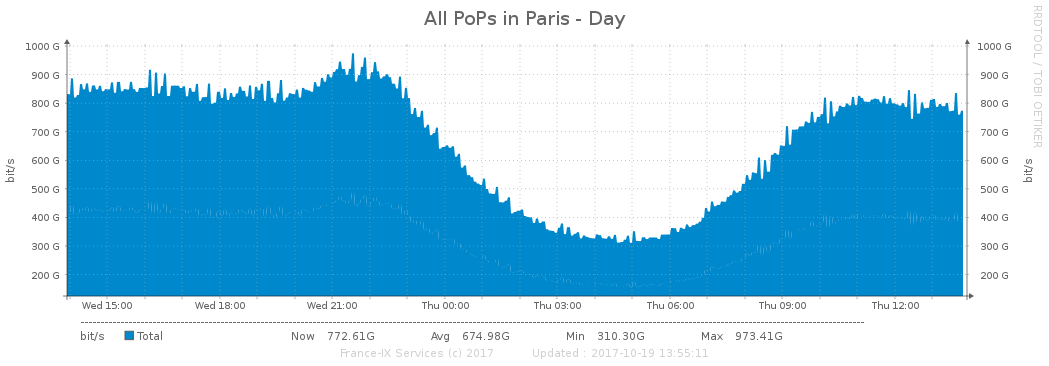 All PoPs in Paris - Day
RRDTOOL / TOBI OETIKER
1000 G 1000 G
900 G 900 G
800 G 800 G
700 G 700 G
600 G 600 G
500 G 500 G
400 G 400 G
300 G 300 G
200 G 200 G
bit/s bit/s
Wed 15:00 Wed 18:00 Wed 21:00 Thu 00:00 Thu 03:00 Thu 06:00 Thu 09:00 Thu 12:00
bit/s Total Now 772.61G Avg 674.98G Min 310.30G Max 973.41G
France-IX Services (c) 2017 Updated : 2017-10-19 13:55:11